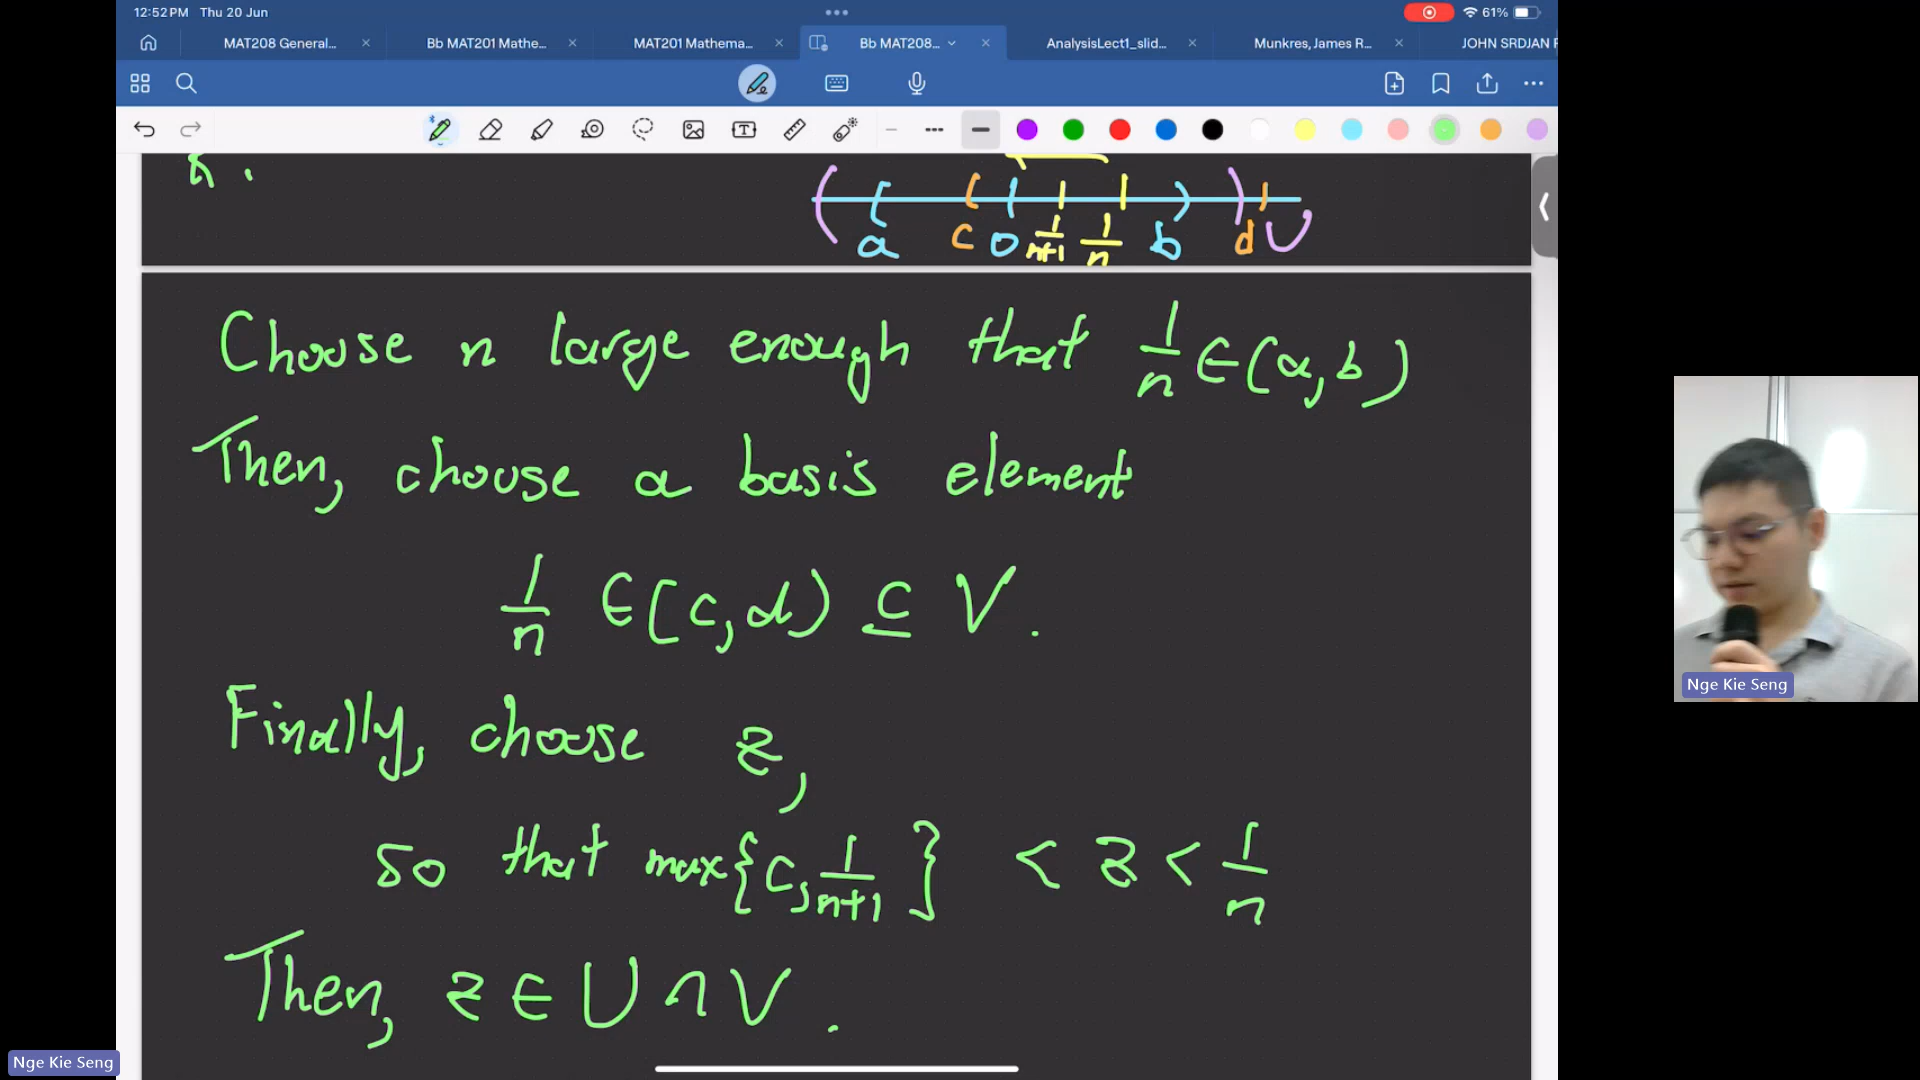 12:52 PM Thu 20 Jun
61%
MAT208 General...
Bb MAT201 Mathe...
MAT201 Mathema...
Bb MAT208...
AnalysisLect1_slid...
Munkres, James R...
JOHN SRDJAN P
a c 0 1/n+1 1/n b d U
Choose n large enough that 1/n ∈ (a, b)
Then, choose a basis element
1/n ∈ (c, d) ⊆ V.
Finally, choose z,
so that max{c, 1/n+1} < z < 1/n
Then, z ∈ U ∩ V.
Nge Kie Seng
Nge Kie Seng